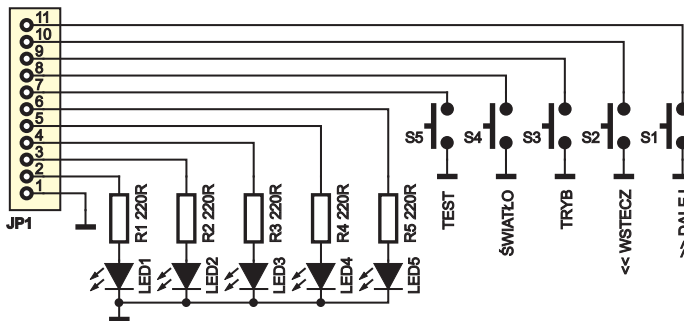 11
10
9
8
7
6
5
4
3
2
1
JP1
S5
S4
S3
S2
S1
R1 220R
R2 220R
R3 220R
R4 220R
R5 220R
TEST
ŚWIATŁO
TRYB
<< WSTECZ
LED1
LED2
LED3
LED4
LED5